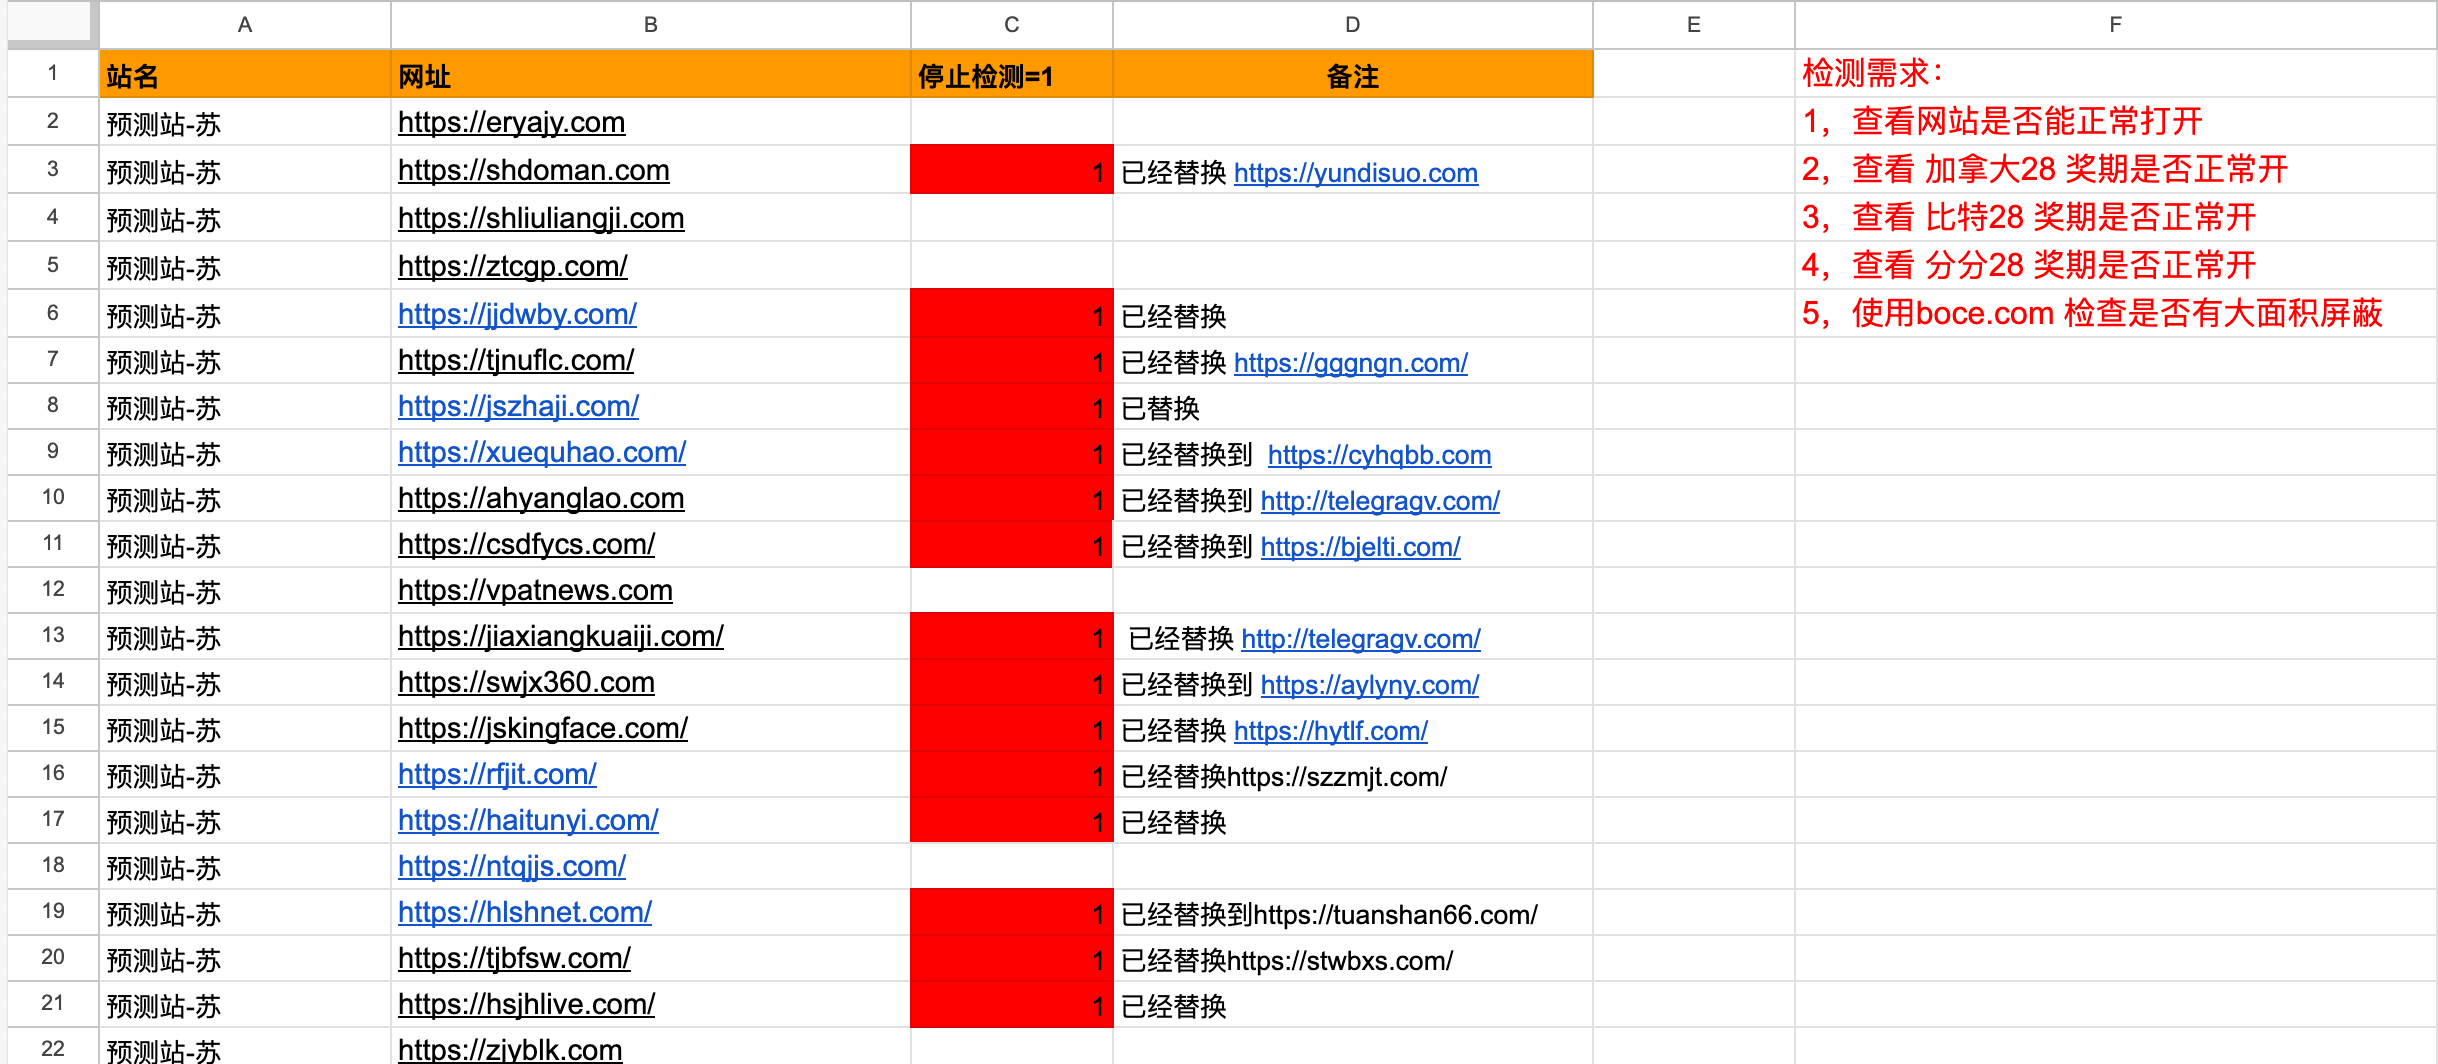 A B C D E F
1 站名 网址 停止检测=1 备注 检测需求：
2 预测站-苏 https://eryajy.com 1，查看网站是否能正常打开
3 预测站-苏 https://shdoman.com 1 已经替换 https://yundisuo.com 2，查看 加拿大28 奖期是否正常开
4 预测站-苏 https://shliuliangji.com 3，查看 比特28 奖期是否正常开
5 预测站-苏 https://ztcgp.com/ 4，查看 分分28 奖期是否正常开
6 预测站-苏 https://jjdwby.com/ 1 已经替换 5，使用boce.com 检查是否有大面积屏蔽
7 预测站-苏 https://tjnuflc.com/ 1 已经替换 https://gggngn.com/
8 预测站-苏 https://jszhaji.com/ 1 已替换
9 预测站-苏 https://xuequhao.com/ 1 已经替换到 https://cyhqbb.com
10 预测站-苏 https://ahyanglao.com 1 已经替换到 http://telegragv.com/
11 预测站-苏 https://csdfycs.com/ 1 已经替换到 https://bjelti.com/
12 预测站-苏 https://vpatnews.com
13 预测站-苏 https://jiaxiangkuaiji.com/ 1 已经替换 http://telegragv.com/
14 预测站-苏 https://swjx360.com 1 已经替换到 https://aylyny.com/
15 预测站-苏 https://jskingface.com/ 1 已经替换 https://hytlf.com/
16 预测站-苏 https://rfjit.com/ 1 已经替换https://szzmjt.com/
17 预测站-苏 https://haitunyi.com/ 1 已经替换
18 预测站-苏 https://ntqjjs.com/
19 预测站-苏 https://hlshnet.com/ 1 已经替换到https://tuanshan66.com/
20 预测站-苏 https://tjbfsw.com/ 1 已经替换https://stwbxs.com/
21 预测站-苏 https://hsjhlive.com/ 1 已经替换
22 预测站-苏 https://zjyblk.com